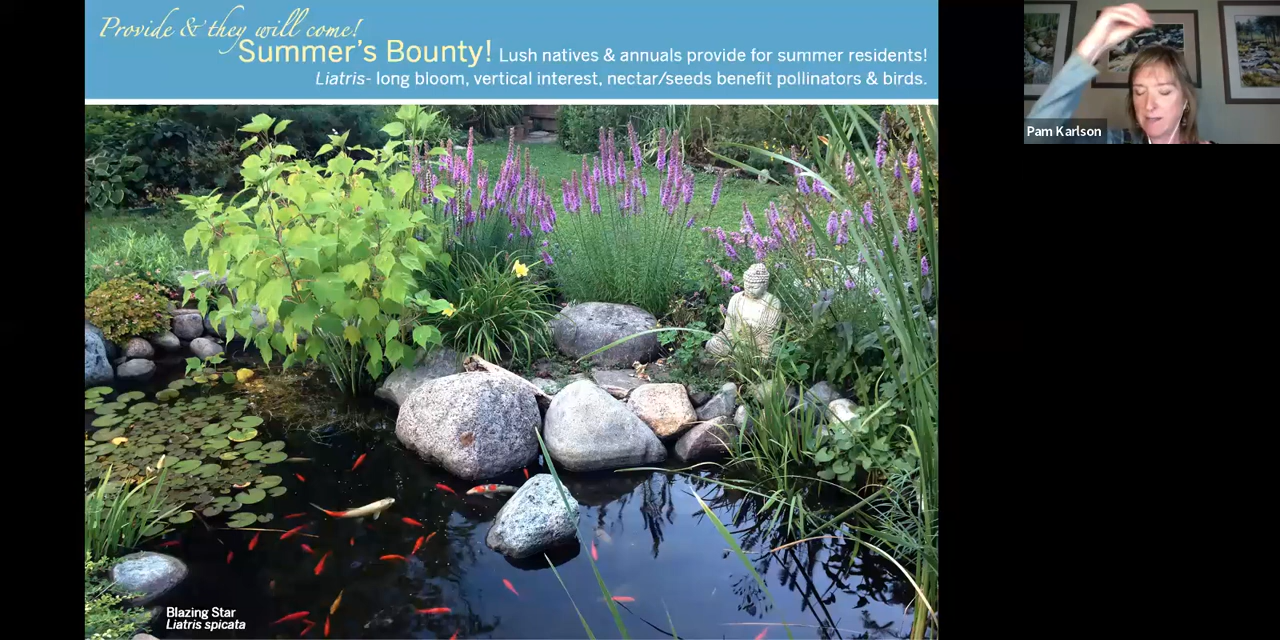 Provide & they will come!
Summer's Bounty! Lush natives & annuals provide for summer residents!
Liatris- long bloom, vertical interest, nectar/seeds benefit pollinators & birds.
Pam Karlson
Blazing Star
Liatris spicata